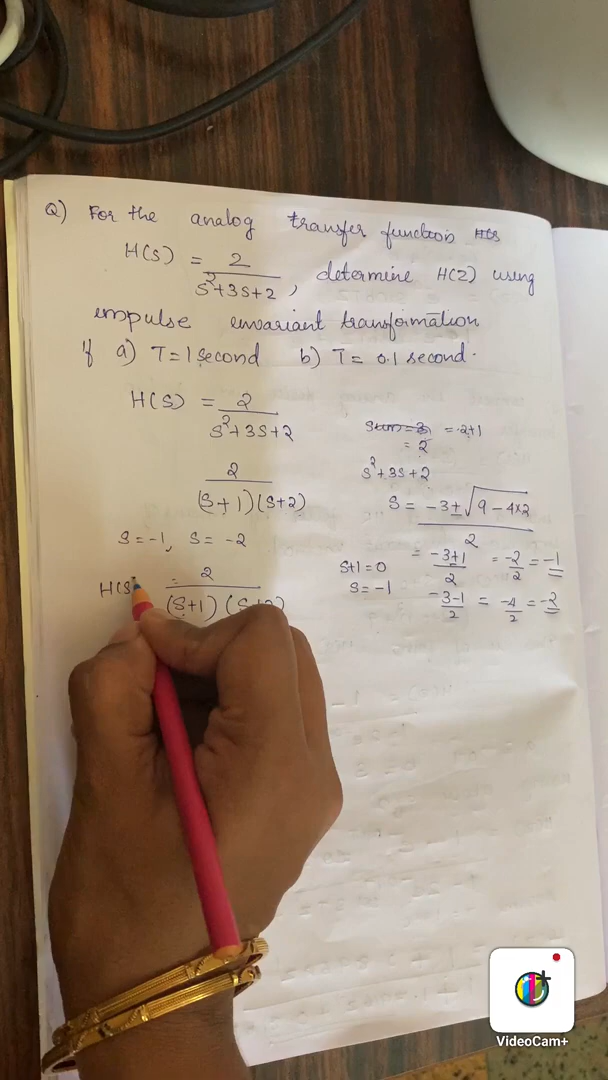 Q) For the analog transfer function H(s
H(S) = 2 / S²+3S+2 , determine H(Z) using
impulse invariant transformation
if a) T=1 second b) T= 0.1 second.
H(S) = 2 / S²+3S+2
= 2+1
= 2
S²+3S+2
2 / (S+1)(S+2)
S = -3±√9-4×2 / 2
S=-1, S= -2
= -3+1 / 2 = -2/2 = -1
S+1=0
S=-1
-3-1 / 2 = -4/2 = -2
H(S) = 2 / (S+1) (S+2)
VideoCam+